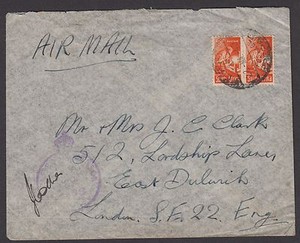 AIR MAIL
Mr & Mrs J. C. Clark
512, Lordship Lane,
East Dulwich
London. S.E. 22. Eng.